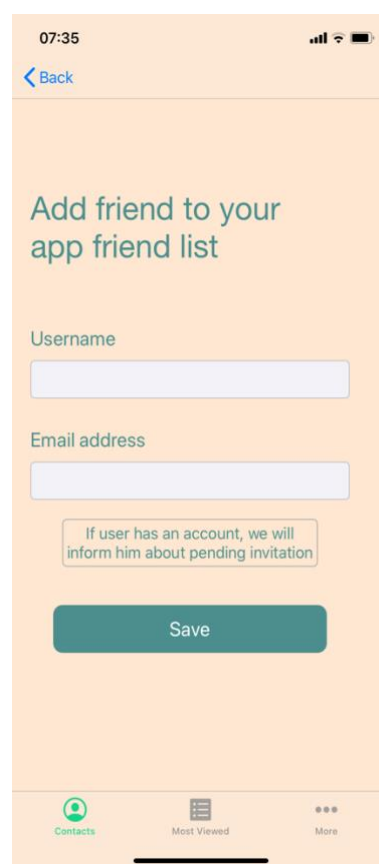 07:35
Back
Add friend to your
app friend list
Username
Email address
If user has an account, we will
inform him about pending invitation
Save
Contacts
Most Viewed
More